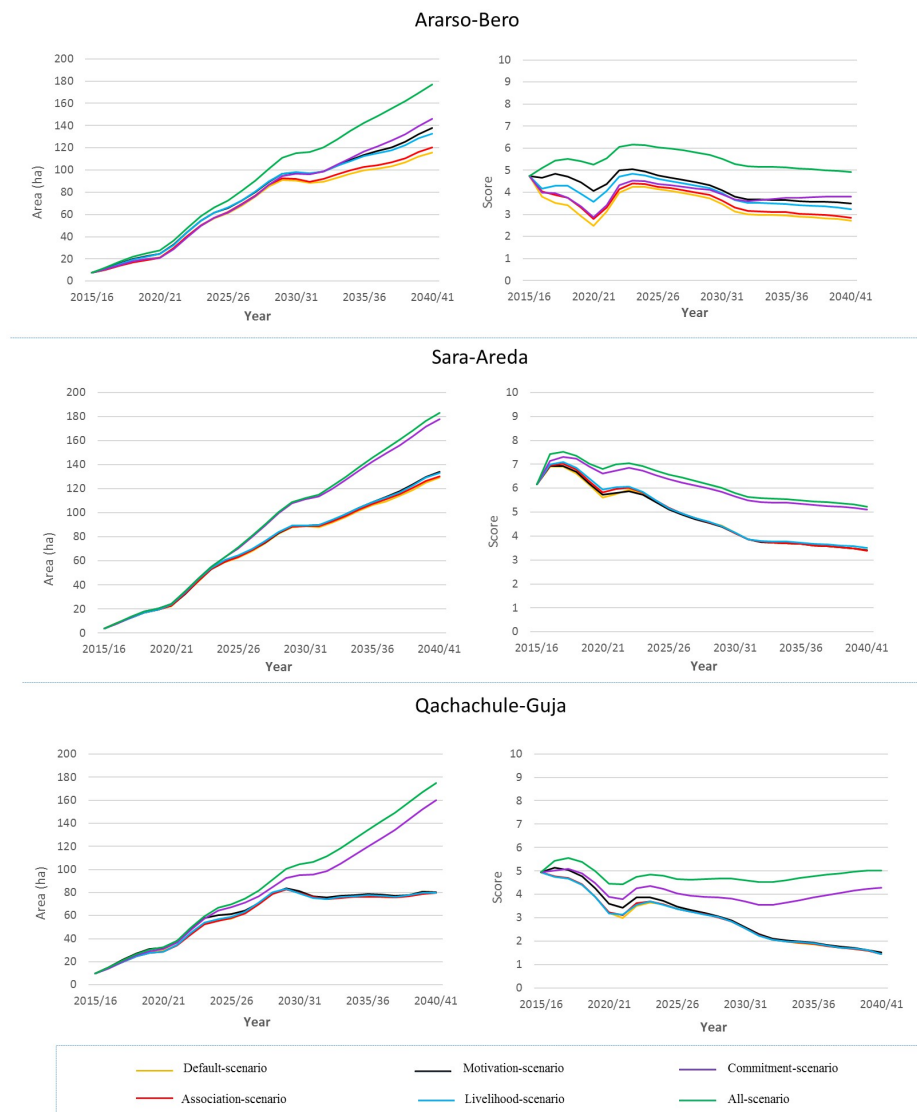 Ararso-Bero
200
180
160
140
120
100
80
60
40
20
0
Area (ha)
2015/16 2020/21 2025/26 2030/31 2035/36 2040/41
Year
10
9
8
7
6
5
4
3
2
1
0
Score
2015/16 2020/21 2025/26 2030/31 2035/36 2040/41
Year
Sara-Areda
200
180
160
140
120
100
80
60
40
20
0
Area (ha)
2015/16 2020/21 2025/26 2030/31 2035/36 2040/41
Year
10
9
8
7
6
5
4
3
2
1
0
Score
2015/16 2020/21 2025/26 2030/31 2035/36 2040/41
Year
Qachachule-Guja
200
180
160
140
120
100
80
60
40
20
0
Area (ha)
2015/16 2020/21 2025/26 2030/31 2035/36 2040/41
Year
10
9
8
7
6
5
4
3
2
1
0
Score
2015/16 2020/21 2025/26 2030/31 2035/36 2040/41
Year
Default-scenario Motivation-scenario Commitment-scenario
Association-scenario Livelihood-scenario All-scenario